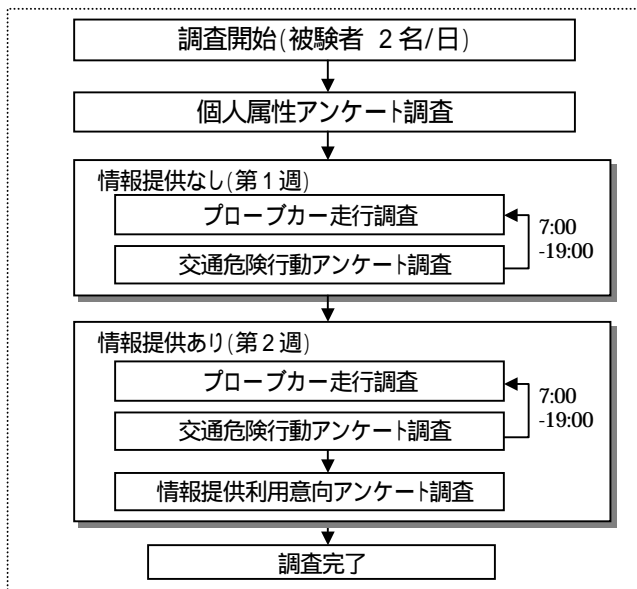 調査開始(被験者 2名/日)
個人属性アンケート調査
情報提供なし(第1週)
プローブカー走行調査
交通危険行動アンケート調査
7:00
-19:00
情報提供あり(第2週)
プローブカー走行調査
交通危険行動アンケート調査
7:00
-19:00
情報提供利用意向アンケート調査
調査完了